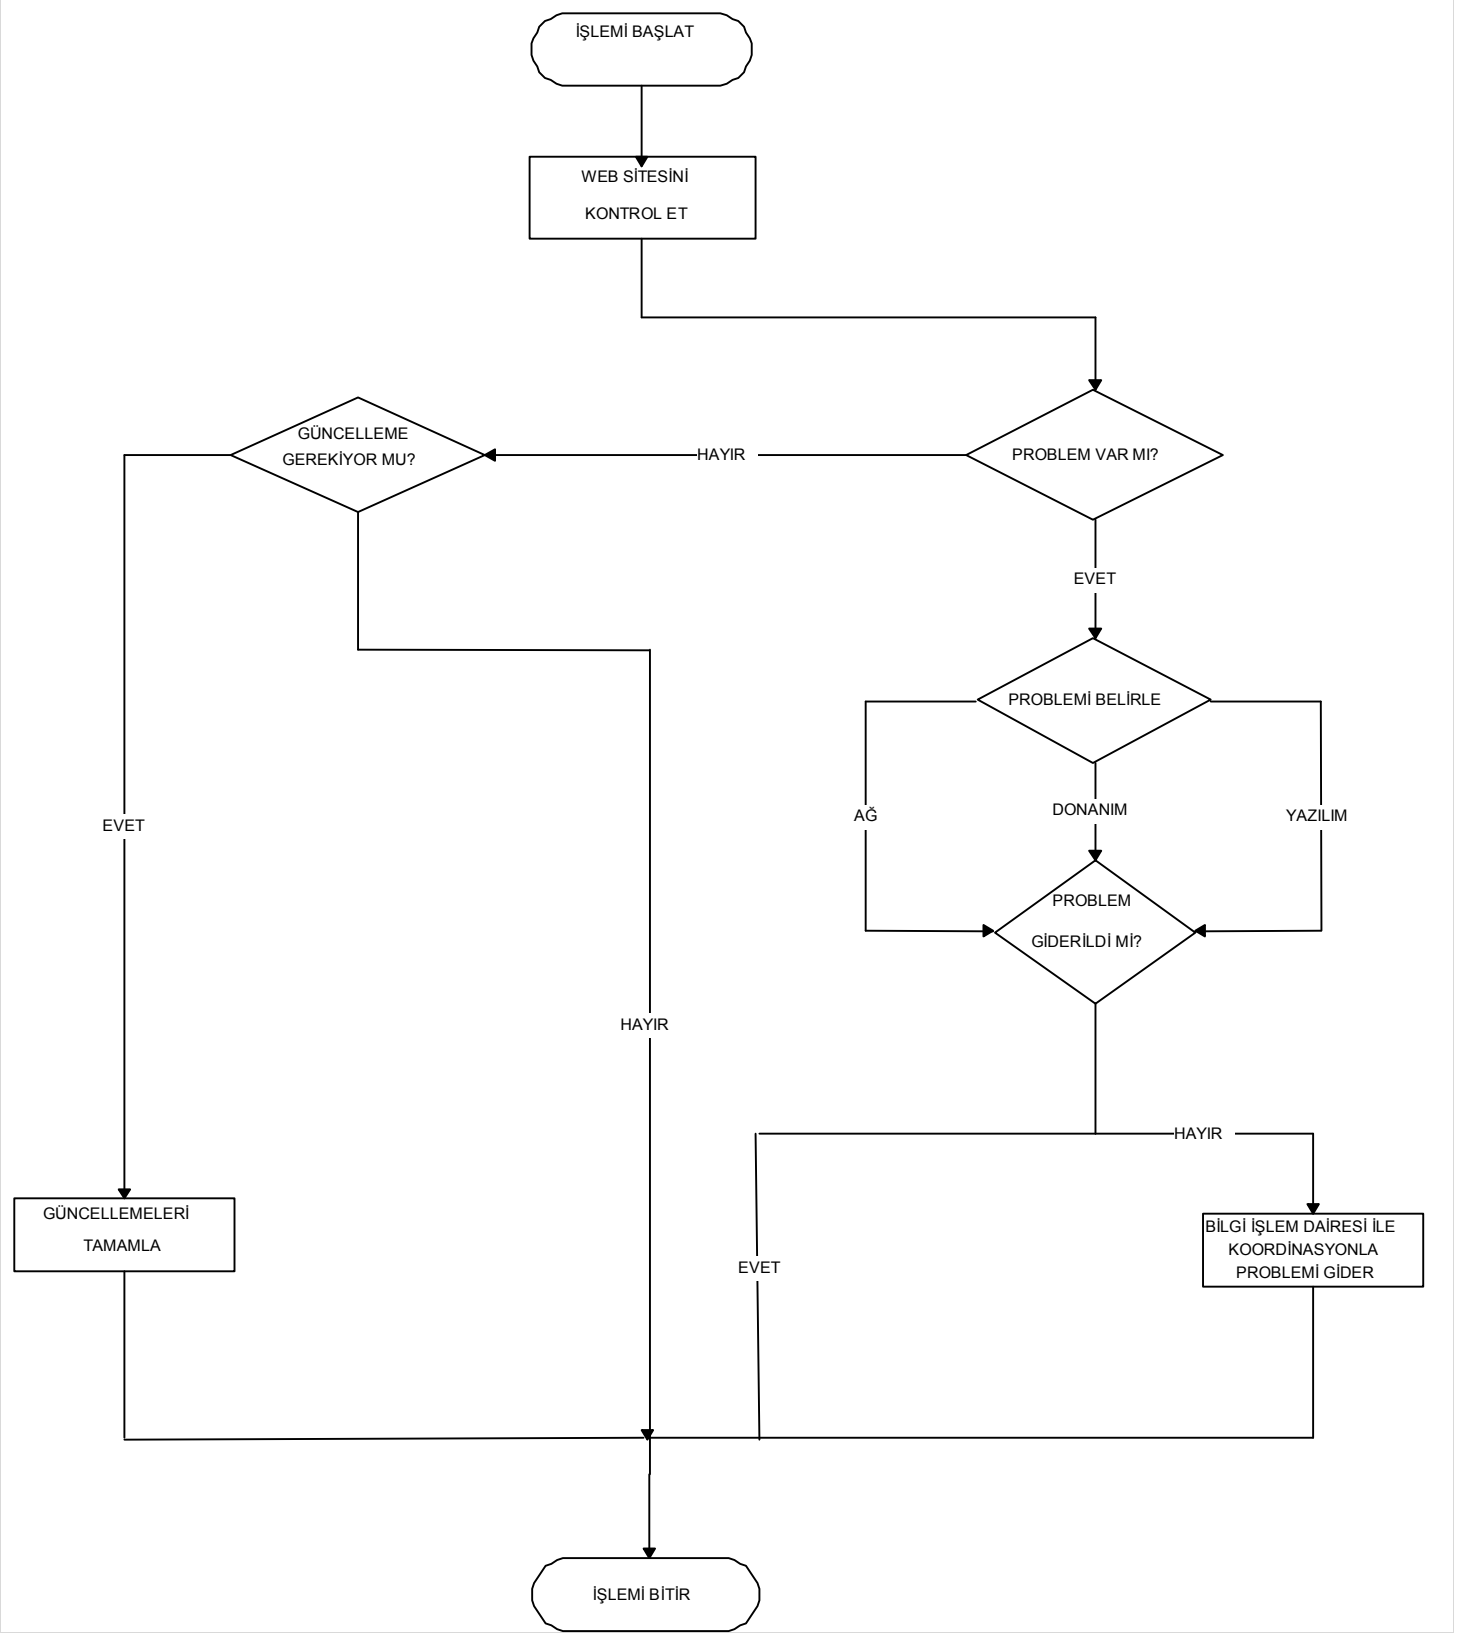 İŞLEMİ BAŞLAT
WEB SİTESİNİ
KONTROL ET
GÜNCELLEME
GEREKİYOR MU?
HAYIR
PROBLEM VAR MI?
EVET
PROBLEMİ BELİRLE
EVET
AĞ
DONANIM
YAZILIM
PROBLEM
GİDERİLDİ Mİ?
HAYIR
HAYIR
GÜNCELLEMELERİ
TAMAMLA
EVET
BİLGİ İŞLEM DAİRESİ İLE
KOORDİNASYONLA
PROBLEMİ GİDER
İŞLEMİ BİTİR